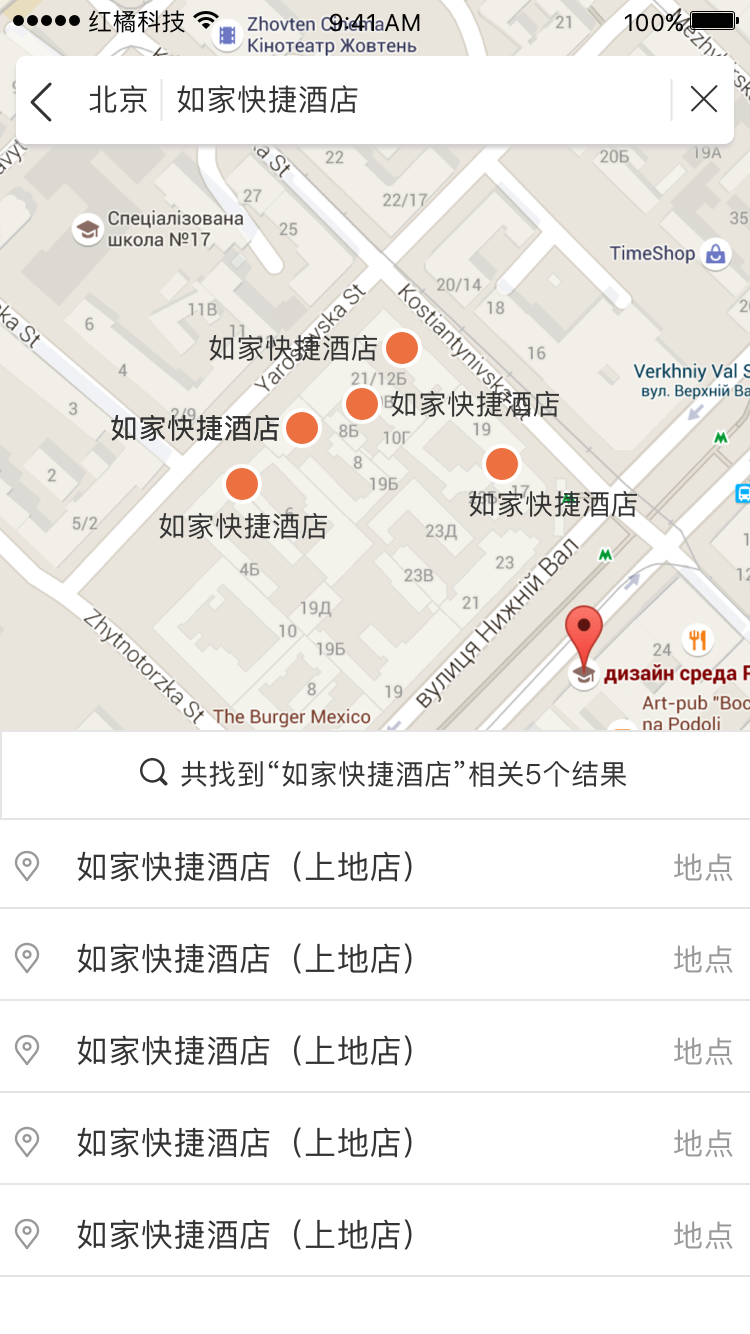 ●●●●● 红橘科技 9:41 AM 100%
Zhovten Cinema
Кінотеатр Жовтень
21
北京 如家快捷酒店
22
20Б
19А
27
22/17
Спеціалізована
школа №17
25
35
TimeShop
20/14
18
11В
6
11
Yaroslavska St
Kostiantynivska
如家快捷酒店
16
4
21/12Б
Verkhniy Val S
вул. Верхній Ва
3
2/9
如家快捷酒店
如家快捷酒店
8Б
10Г
19
8
2
19Б
17
如家快捷酒店
5/2
如家快捷酒店
6
23Д
4Б
23В
23
12
19Д
21
10
19Б
24
вулиця Нижній Вал
Zhytnotorzka St
дизайн среда F
8
19
Art-pub "Вос
na Podoli
The Burger Mexico
共找到“如家快捷酒店”相关5个结果
如家快捷酒店（上地店） 地点
如家快捷酒店（上地店） 地点
如家快捷酒店（上地店） 地点
如家快捷酒店（上地店） 地点
如家快捷酒店（上地店） 地点